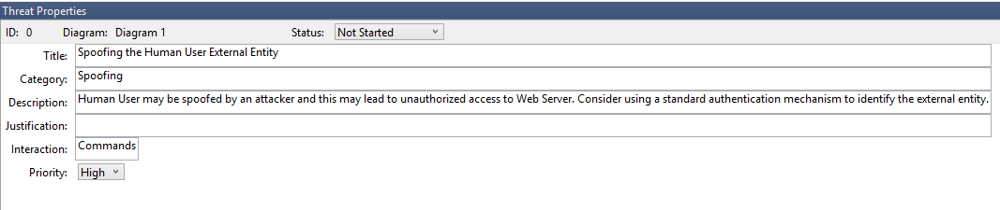 Threat Properties
ID: 0 Diagram: Diagram 1 Status: Not Started
Title: Spoofing the Human User External Entity
Category: Spoofing
Description: Human User may be spoofed by an attacker and this may lead to unauthorized access to Web Server. Consider using a standard authentication mechanism to identify the external entity.
Justification:
Interaction: Commands
Priority: High